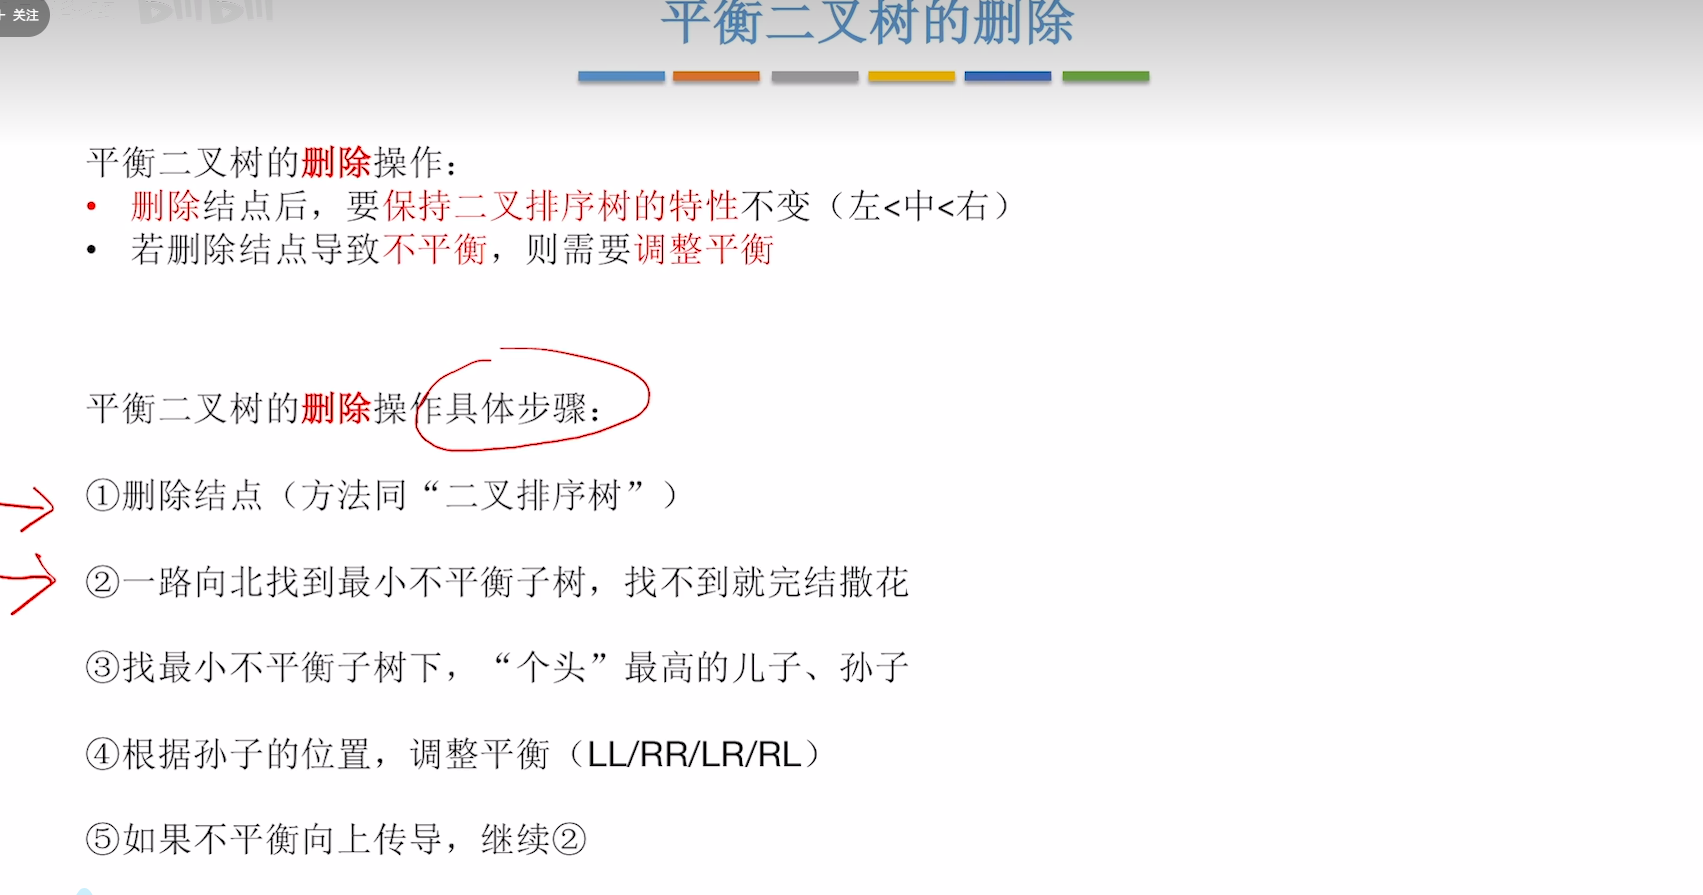 + 关注
平衡二叉树的删除
平衡二叉树的删除操作：
• 删除结点后，要保持二叉排序树的特性不变（左<中<右）
• 若删除结点导致不平衡，则需要调整平衡
平衡二叉树的删除操作具体步骤：
①删除结点（方法同“二叉排序树”）
②一路向北找到最小不平衡子树，找不到就完结撒花
③找最小不平衡子树下，“个头”最高的儿子、孙子
④根据孙子的位置，调整平衡（LL/RR/LR/RL）
⑤如果不平衡向上传导，继续②